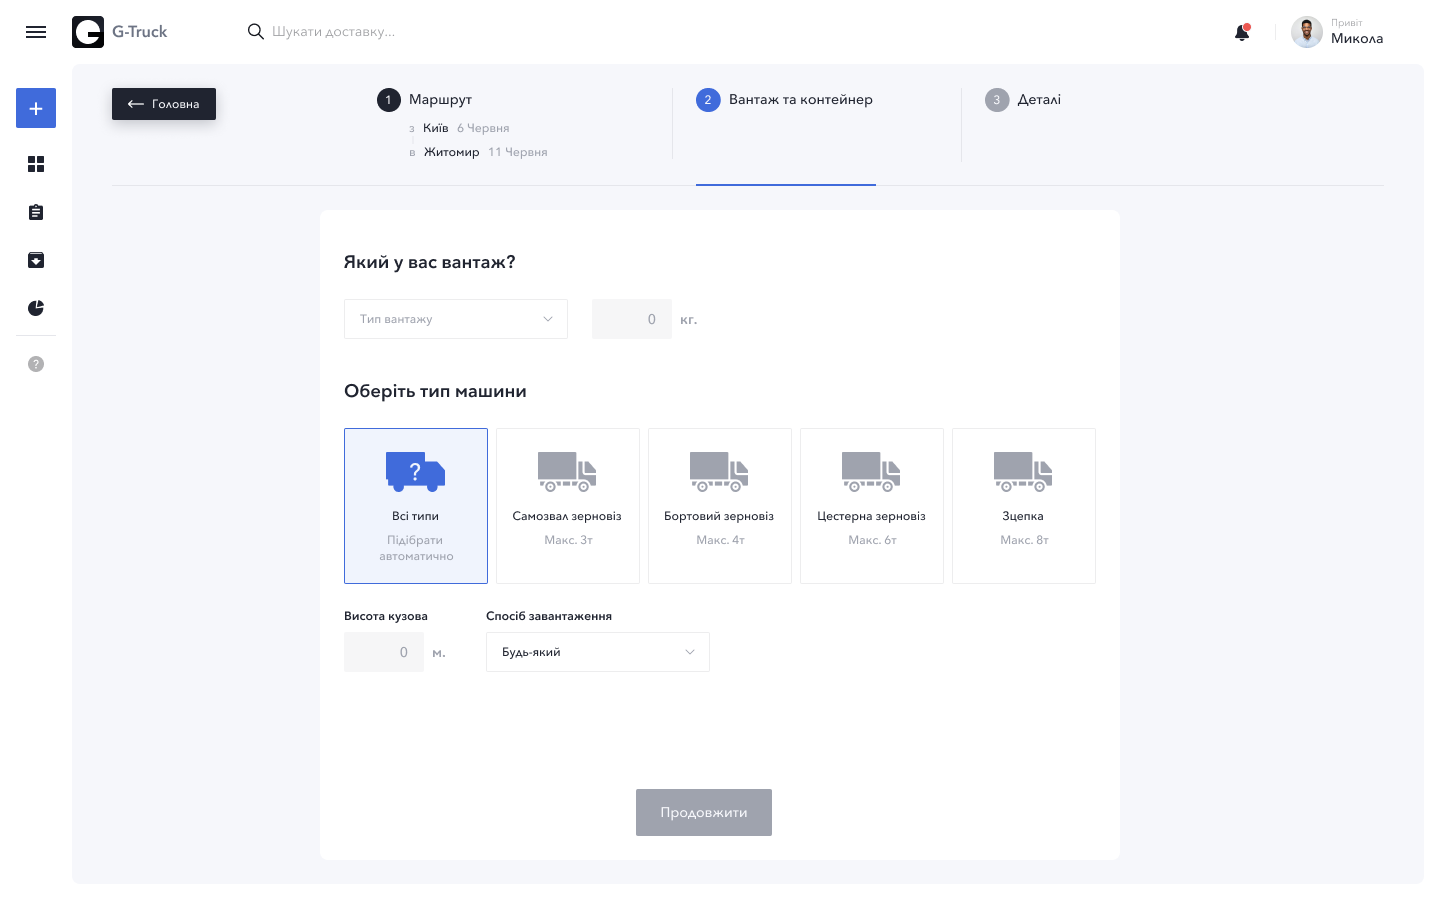 G-Truck
Шукати доставку...
Привіт
Микола
Головна
1 Маршрут
з Київ 6 Червня
в Житомир 11 Червня
2 Вантаж та контейнер
3 Деталі
Який у вас вантаж?
Тип вантажу
0 кг.
Оберіть тип машини
?
Всі типи
Підібрати
автоматично
Самозвал зерновіз
Макс. 3т
Бортовий зерновіз
Макс. 4т
Цестерна зерновіз
Макс. 6т
Зцепка
Макс. 8т
Висота кузова
0 м.
Спосіб завантаження
Будь-який
Продовжити